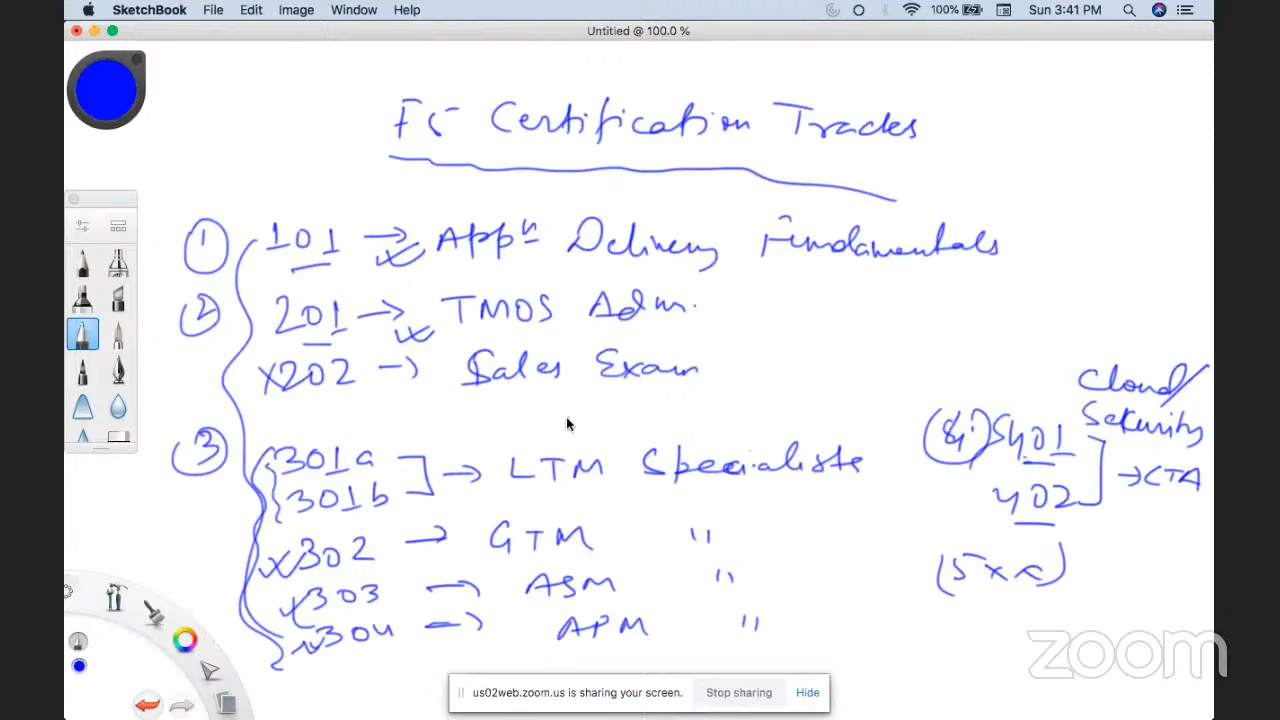 SketchBook File Edit Image Window Help 100% Sun 3:41 PM
Untitled @ 100.0 %
F5 Certification Tracks
1 101 → Appn Delivery Fundamentals
2 201 → TMOS Adm.
x202 → Sales Exam
3 301a → LTM Specialists
301b
x302 → GTM "
x303 → ASM "
x304 → APM "
Cloud/
Security
401
402 → CTA
(5xx)
zoom
us02web.zoom.us is sharing your screen. Stop sharing Hide